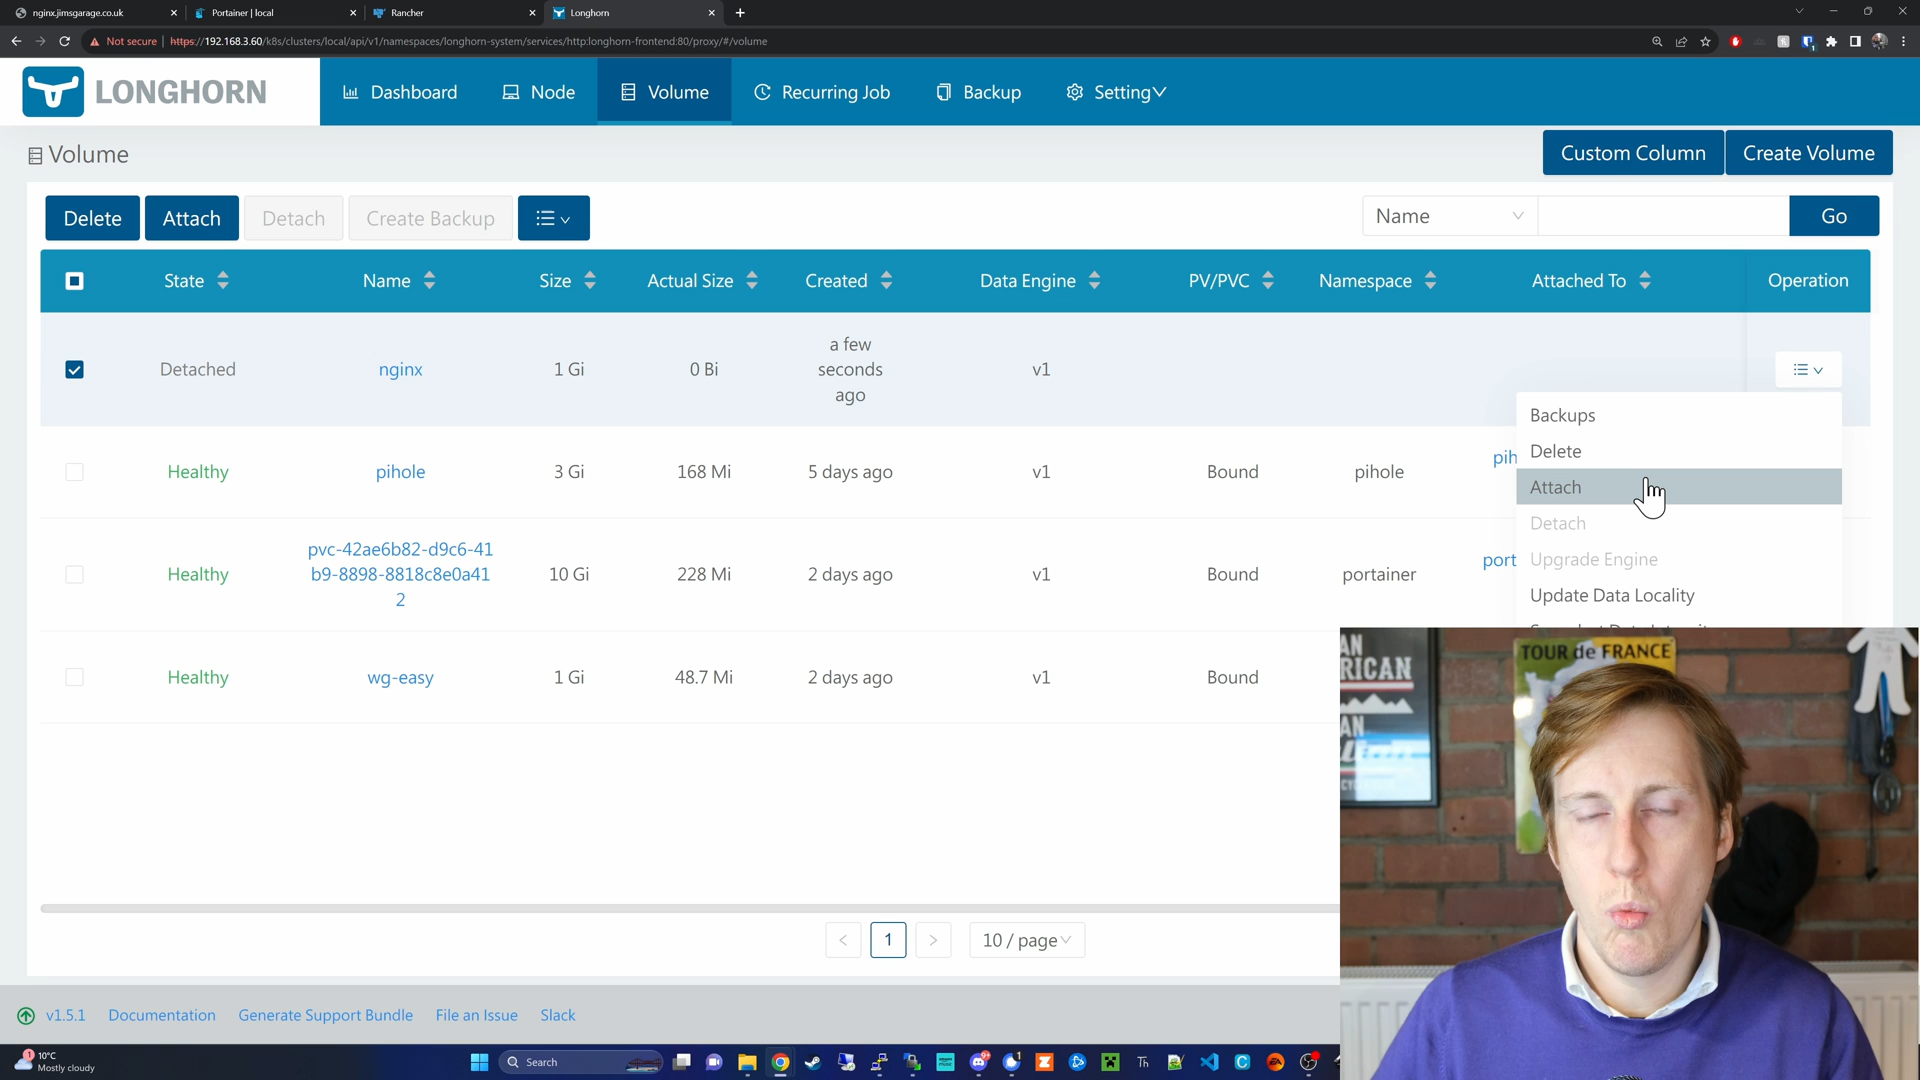 nginx.jimsgarage.co.uk
Portainer | local
Rancher
Longhorn
Not secure
https://192.168.3.60/k8s/clusters/local/api/v1/namespaces/longhorn-system/services/http:longhorn-frontend:80/proxy/#/volume
LONGHORN
Dashboard
Node
Volume
Recurring Job
Backup
Setting
Volume
Custom Column
Create Volume
Delete
Attach
Detach
Create Backup
Name
Go
State
Name
Size
Actual Size
Created
Data Engine
PV/PVC
Namespace
Attached To
Operation
Detached
nginx
1 Gi
0 Bi
a few
seconds
ago
v1
Backups
Delete
Attach
Detach
Upgrade Engine
Update Data Locality
Healthy
pihole
3 Gi
168 Mi
5 days ago
v1
Bound
pihole
pih
Healthy
pvc-42ae6b82-d9c6-41
b9-8898-8818c8e0a41
2
10 Gi
228 Mi
2 days ago
v1
Bound
portainer
port
Healthy
wg-easy
1 Gi
48.7 Mi
2 days ago
v1
Bound
1
10 / page
TOUR de FRANCE
v1.5.1
Documentation
Generate Support Bundle
File an Issue
Slack
10°C
Mostly cloudy
Search